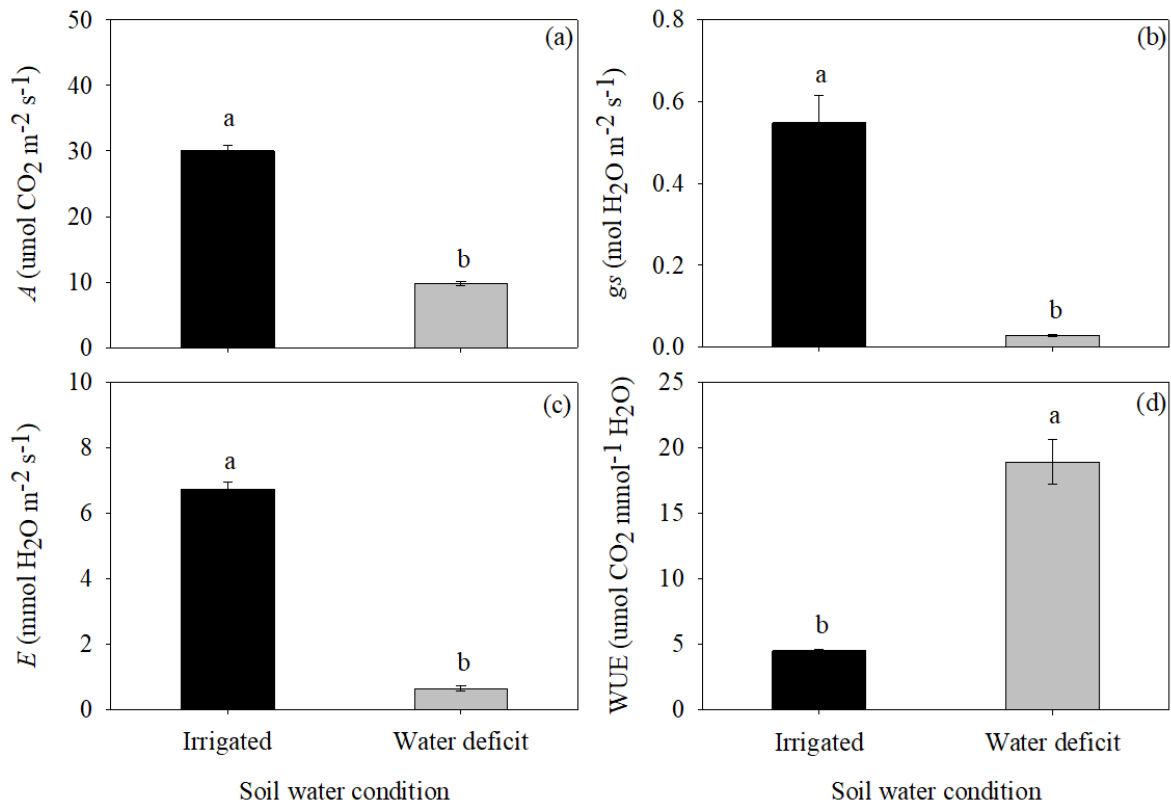 (a)
A (umol CO2 m-2 s-1)
50
40
30
20
10
0
a
b
(b)
gs (mol H2O m-2 s-1)
0.8
0.6
0.4
0.2
0.0
a
b
(c)
E (mmol H2O m-2 s-1)
10
8
6
4
2
0
a
b
Irrigated
Water deficit
Soil water condition
(d)
WUE (umol CO2 mmol-1 H2O)
25
20
15
10
5
0
b
a
Irrigated
Water deficit
Soil water condition